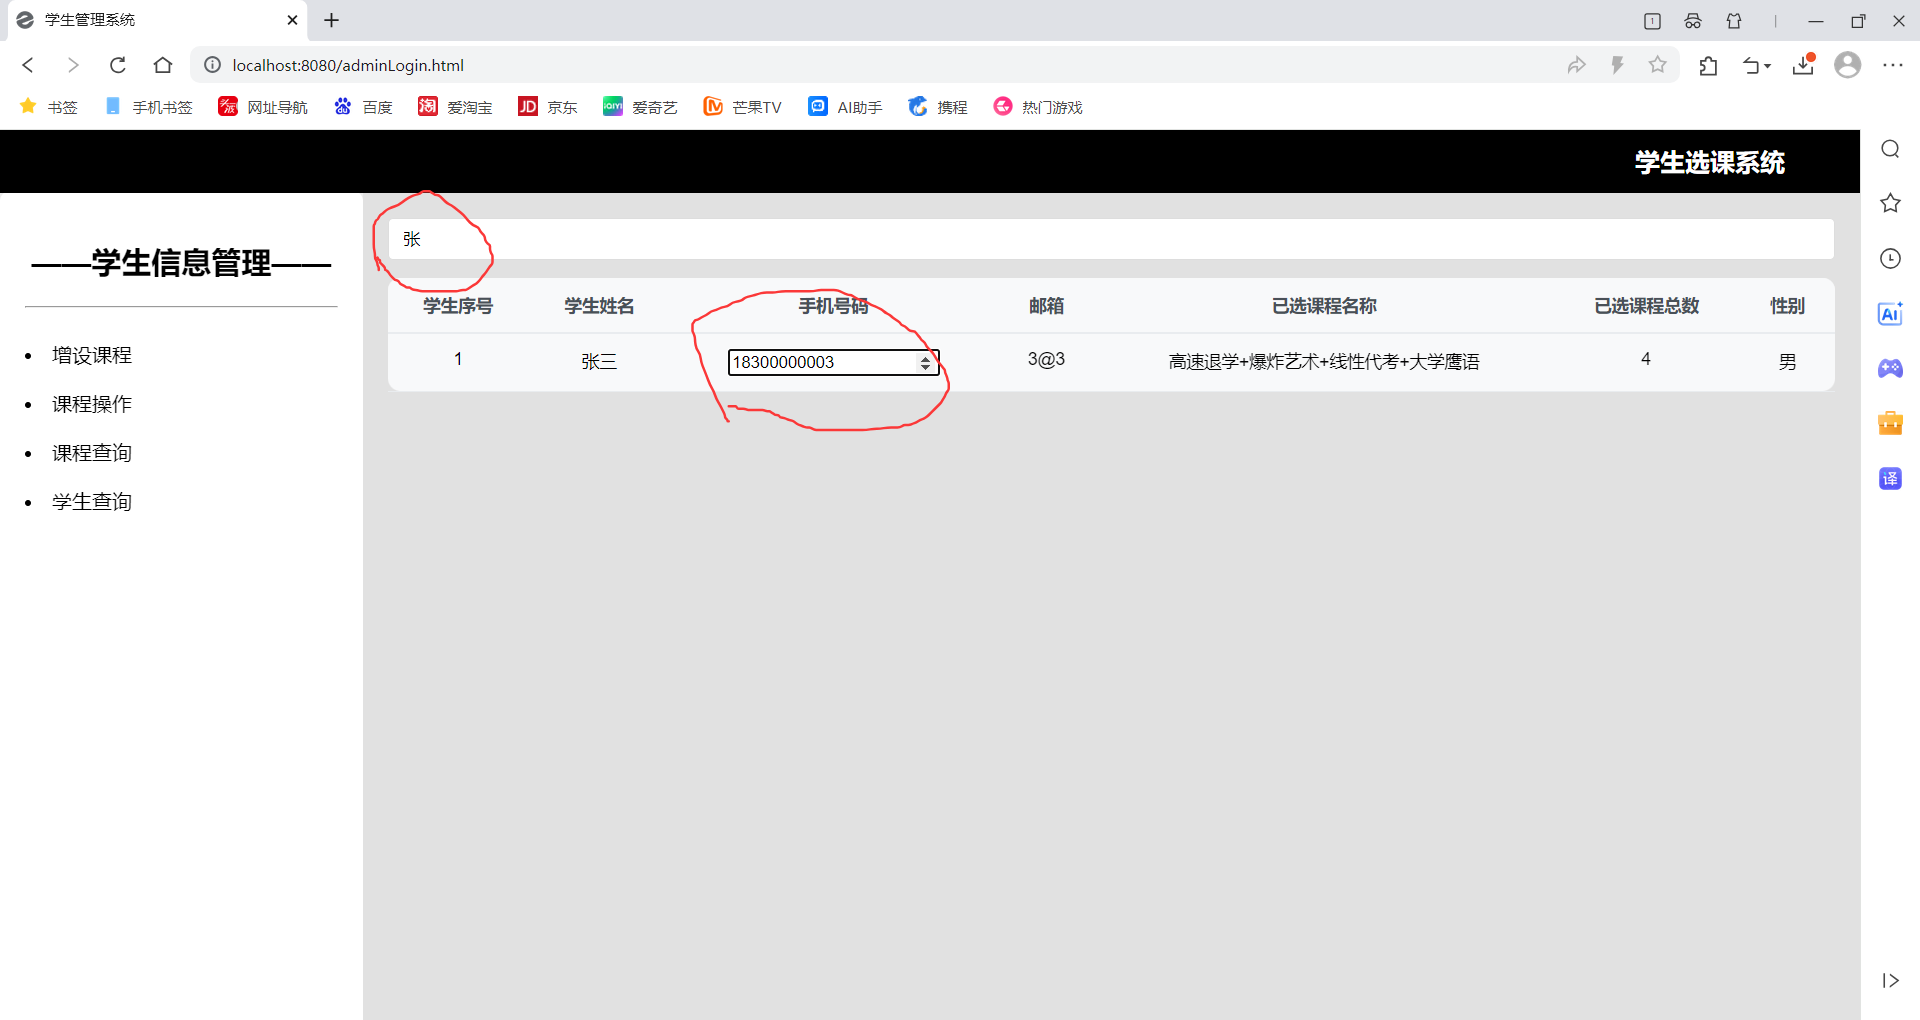 学生管理系统
localhost:8080/adminLogin.html
书签 手机书签 网址导航 百度 爱淘宝 京东 爱奇艺 芒果TV AI助手 携程 热门游戏
学生选课系统
——学生信息管理——
增设课程
课程操作
课程查询
学生查询
张
学生序号 学生姓名 手机号码 邮箱 已选课程名称 已选课程总数 性别
1 张三 18300000003 3@3 高速退学+爆炸艺术+线性代考+大学鹰语 4 男